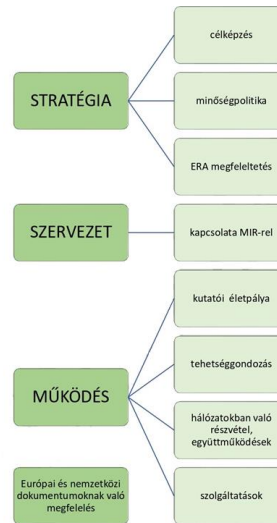 célképzés
STRATÉGIA
minőségpolitika
ERA megfeleltetés
SZERVEZET
kapcsolata MIR-rel
kutatói életpálya
tehetséggondozás
MŰKÖDÉS
hálózatokban való
részvétel,
együttműködések
Európai és nemzetközi
dokumentumoknak való
megfelelés
szolgáltatások